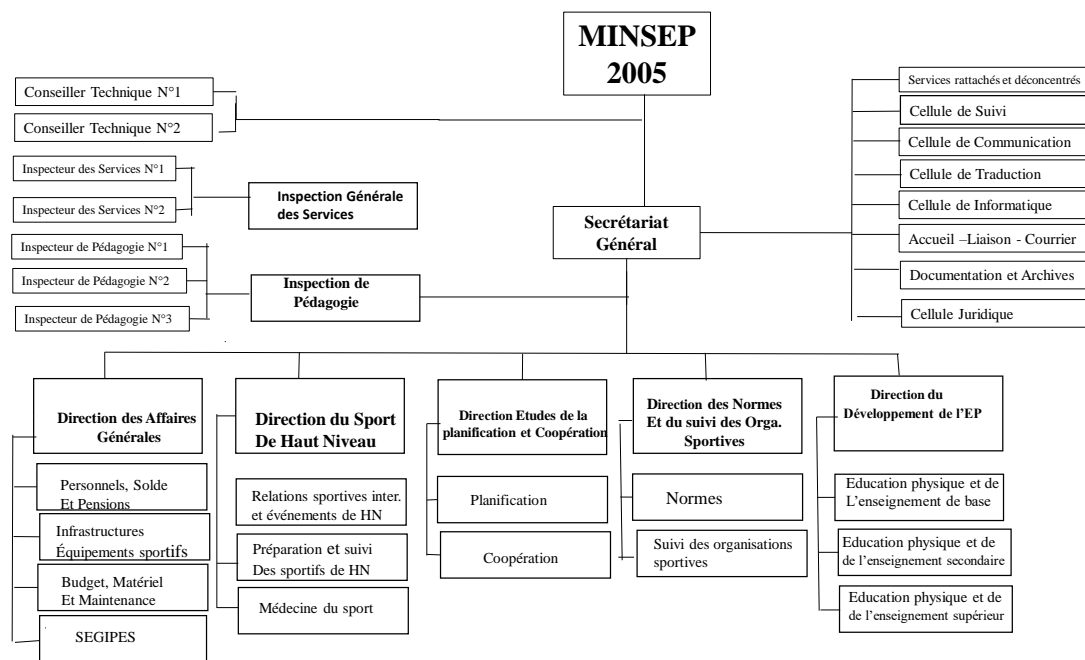 MINSEP
2005
Conseiller Technique N°1
Conseiller Technique N°2
Inspecteur des Services N°1
Inspecteur des Services N°2
Inspection Générale
des Services
Inspecteur de Pédagogie N°1
Inspecteur de Pédagogie N°2
Inspecteur de Pédagogie N°3
Inspection de
Pédagogie
Secrétariat
Général
Services rattachés et déconcentrés
Cellule de Suivi
Cellule de Communication
Cellule de Traduction
Cellule de Informatique
Accueil –Liaison - Courrier
Documentation et Archives
Cellule Juridique
Direction des Affaires
Générales
Personnels, Solde
Et Pensions
Infrastructures
Équipements sportifs
Budget, Matériel
Et Maintenance
SEGIPES
Direction du Sport
De Haut Niveau
Relations sportives inter.
et événements de HN
Préparation et suivi
Des sportifs de HN
Médecine du sport
Direction Etudes de la
planification et Coopération
Planification
Coopération
Direction des Normes
Et du suivi des Orga.
Sportives
Normes
Suivi des organisations
sportives
Direction du
Développement de l'EP
Education physique et de
L'enseignement de base
Education physique et de
de l'enseignement secondaire
Education physique et de
de l'enseignement supérieur